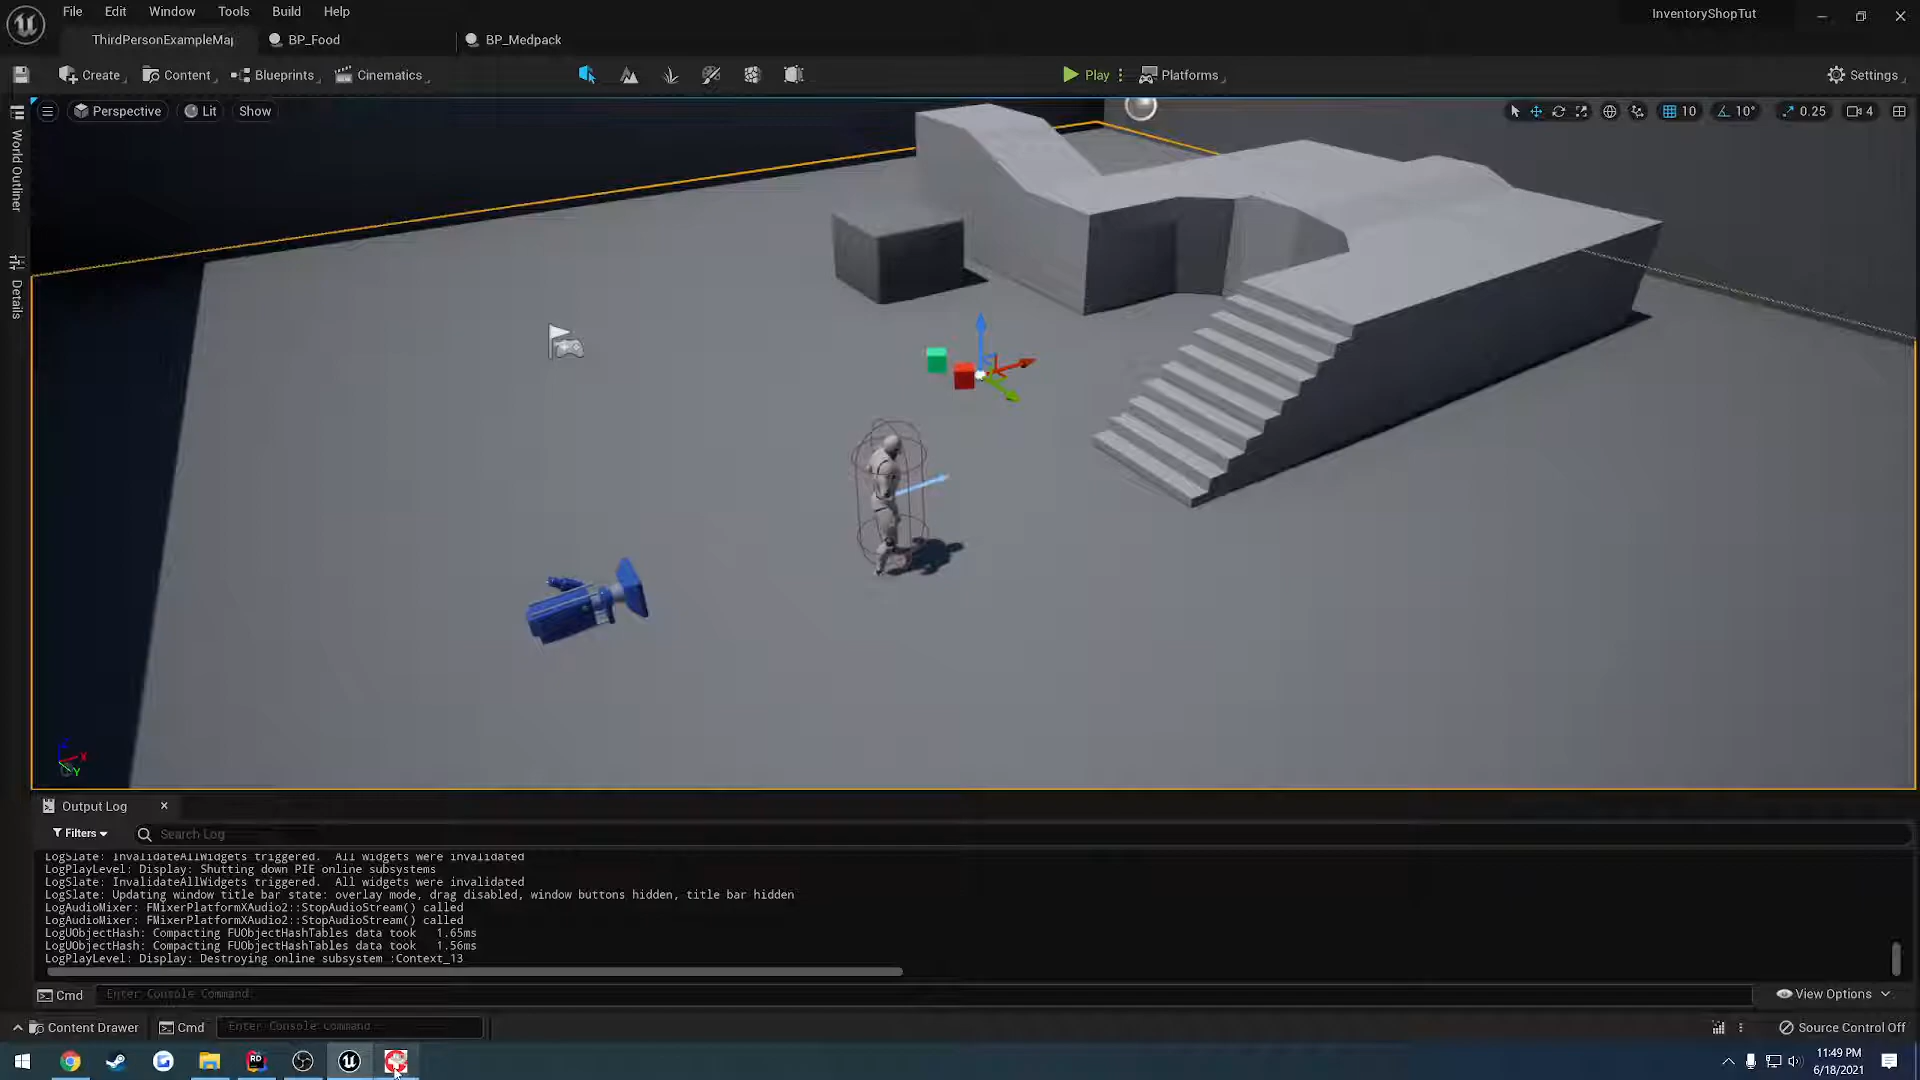 File Edit Window Tools Build Help
InventoryShopTut
ThirdPersonExampleMap BP_Food BP_Medpack
Create Content Blueprints Cinematics Play Platforms Settings
Perspective Lit Show 10 10° 0.25 4
World Outliner
Details
Z X
Y
Output Log
Filters Search Log
LogSlate: InvalidateAllWidgets triggered. All widgets were invalidated
LogPlayLevel: Display: Shutting down PIE online subsystems
LogSlate: InvalidateAllWidgets triggered. All widgets were invalidated
LogSlate: Updating window title bar state: overlay mode, drag disabled, window buttons hidden, title bar hidden
LogAudioMixer: FMixerPlatformXAudio2::StopAudioStream() called
LogAudioMixer: FMixerPlatformXAudio2::StopAudioStream() called
LogUObjectHash: Compacting FUObjectHashTables data took 1.65ms
LogUObjectHash: Compacting FUObjectHashTables data took 1.56ms
LogPlayLevel: Display: Destroying online subsystem :Context_13
Cmd Enter Console Command View Options
Content Drawer Cmd Enter Console Command Source Control Off
RD
11:49 PM
6/18/2021